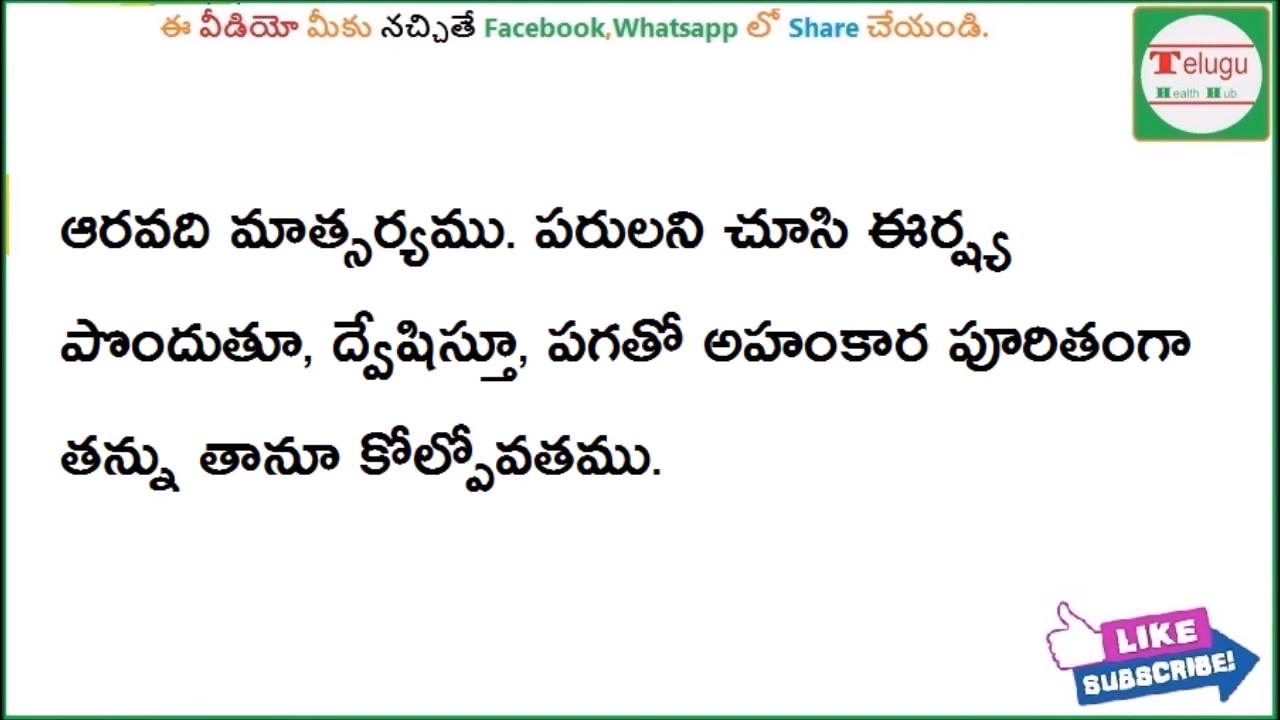 ఈ వీడియో మీకు నచ్చితే Facebook,Whatsapp లో Share చేయండి.
Telugu
Health Hub
ఆరవది మాత్సర్యము. పరులని చూసి ఈర్ష్య
పొందుతూ, ద్వేషిస్తూ, పగతో అహంకార పూరితంగా
తన్ను తానూ కోల్పోవతము.
LIKE
SUBSCRIBE!